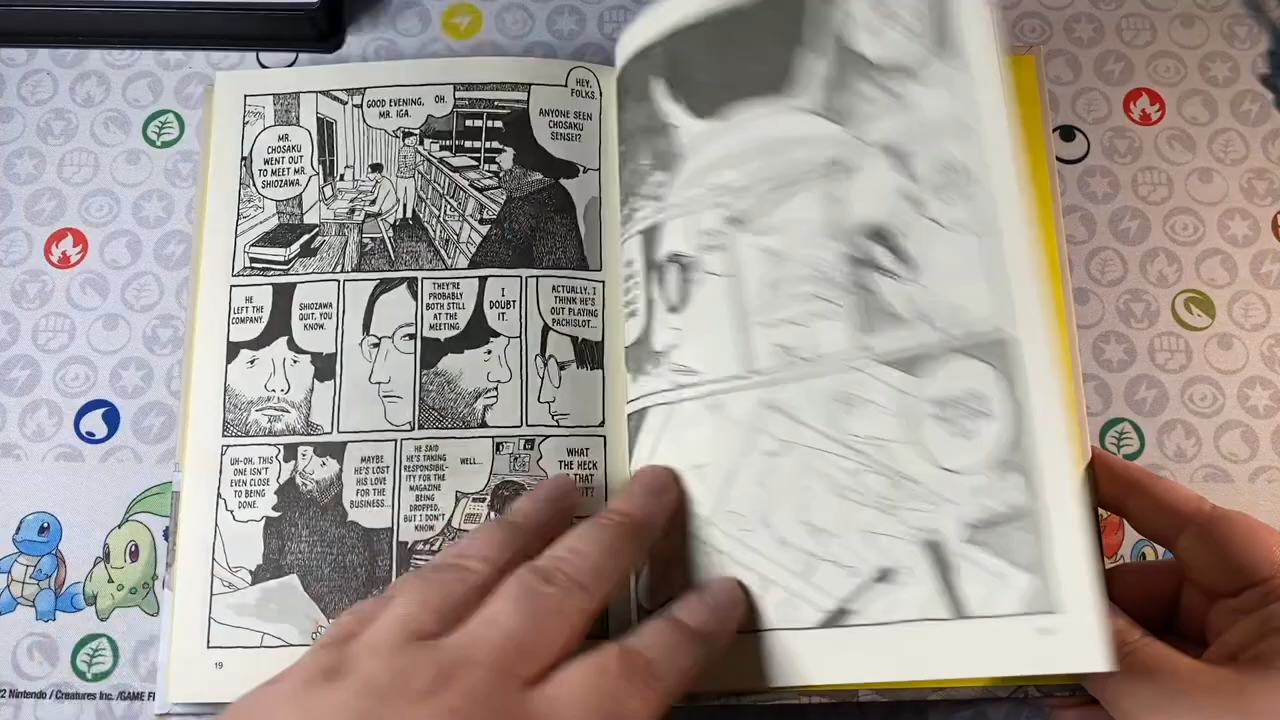 HEY,
FOLKS.
ANYONE SEEN
CHOSAKU
SENSEI?
GOOD EVENING,
MR. IGA.
OH.
MR.
CHOSAKU
WENT OUT
TO MEET MR.
SHIOZAWA.
HE
LEFT THE
COMPANY.
SHIOZAWA
QUIT, YOU
KNOW.
THEY'RE
PROBABLY
BOTH STILL
AT THE
MEETING.
I
DOUBT
IT.
ACTUALLY, I
THINK HE'S
OUT PLAYING
PACHISLOT...
UH-OH, THIS
ONE ISN'T
EVEN CLOSE
TO BEING
DONE.
MAYBE
HE'S LOST
HIS LOVE
FOR THE
BUSINESS...
HE SAID
HE'S TAKING
RESPONSIBIL-
ITY FOR THE
MAGAZINE
BEING
DROPPED,
BUT I DON'T
KNOW.
WELL...
WHAT
THE HECK
THAT
19
2 Nintendo / Creatures Inc. /GAME